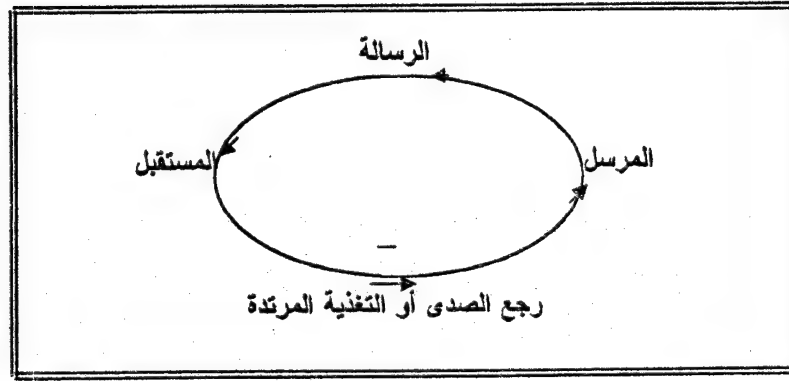 الرسالة
المرسل
المستقبل
رجع الصدى أو التغذية المرتدة